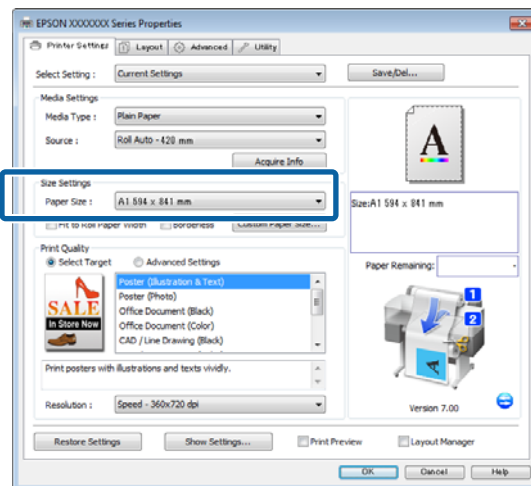 EPSON XXXXXXX Series Properties
Printer Settings Layout Advanced Utility
Select Setting : Current Settings Save/Del...
Media Settings
Media Type : Plain Paper
Source : Roll Auto - 420 mm
Acquire Info
Size Settings
Paper Size : A1 594 x 841 mm
Fit to Roll Paper Width Borderless Custom Paper Size...
A
Size:A1 594 x 841 mm
Print Quality
Select Target Advanced Settings
Paper Remaining: -
SALE
In Store Now
Poster (Illustration & Text)
Poster (Photo)
Office Document (Black)
Office Document (Color)
CAD / Line Drawing (Black)
1
2
A
Print posters with illustrations and texts vividly.
Resolution : Speed - 360x720 dpi
Version 7.00
Restore Settings Show Settings... Print Preview Layout Manager
OK Cancel Help